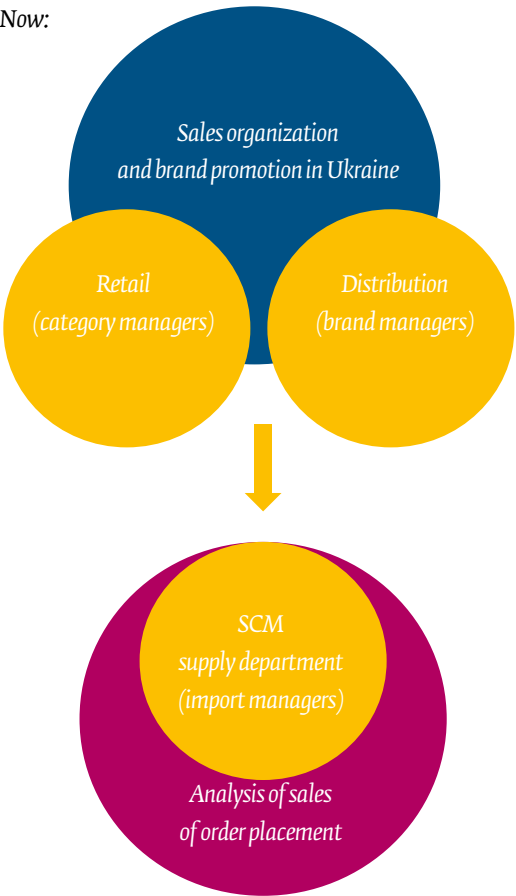 Now:
Sales organization
and brand promotion in Ukraine
Retail
(category managers)
Distribution
(brand managers)
SCM
supply department
(import managers)
Analysis of sales
of order placement